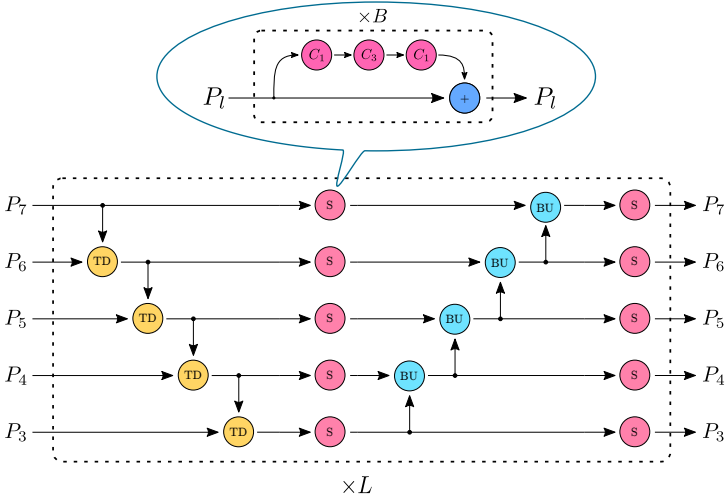 ×B
C₁ C₃ C₁
Pₗ + Pₗ
P₇ S BU S P₇
P₆ TD S BU S P₆
P₅ TD S BU S P₅
P₄ TD S BU S P₄
P₃ TD S S P₃
×L